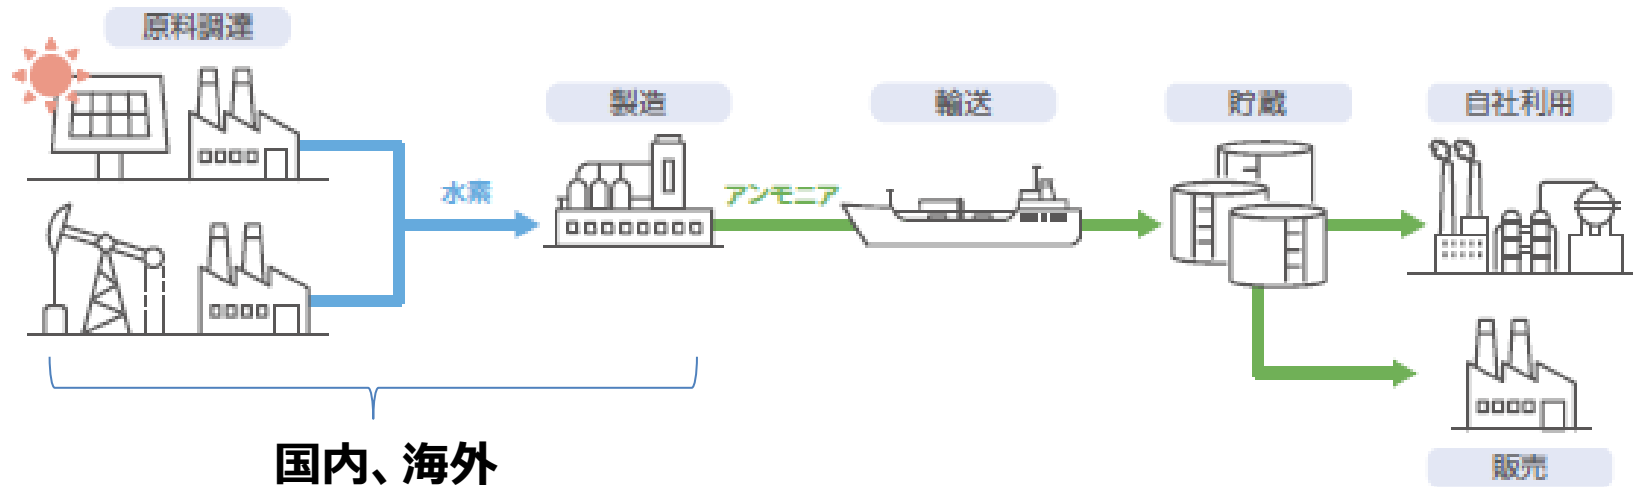 原料調達
製造
輸送
貯蔵
自社利用
水素
アンモニア
国内、海外
販売